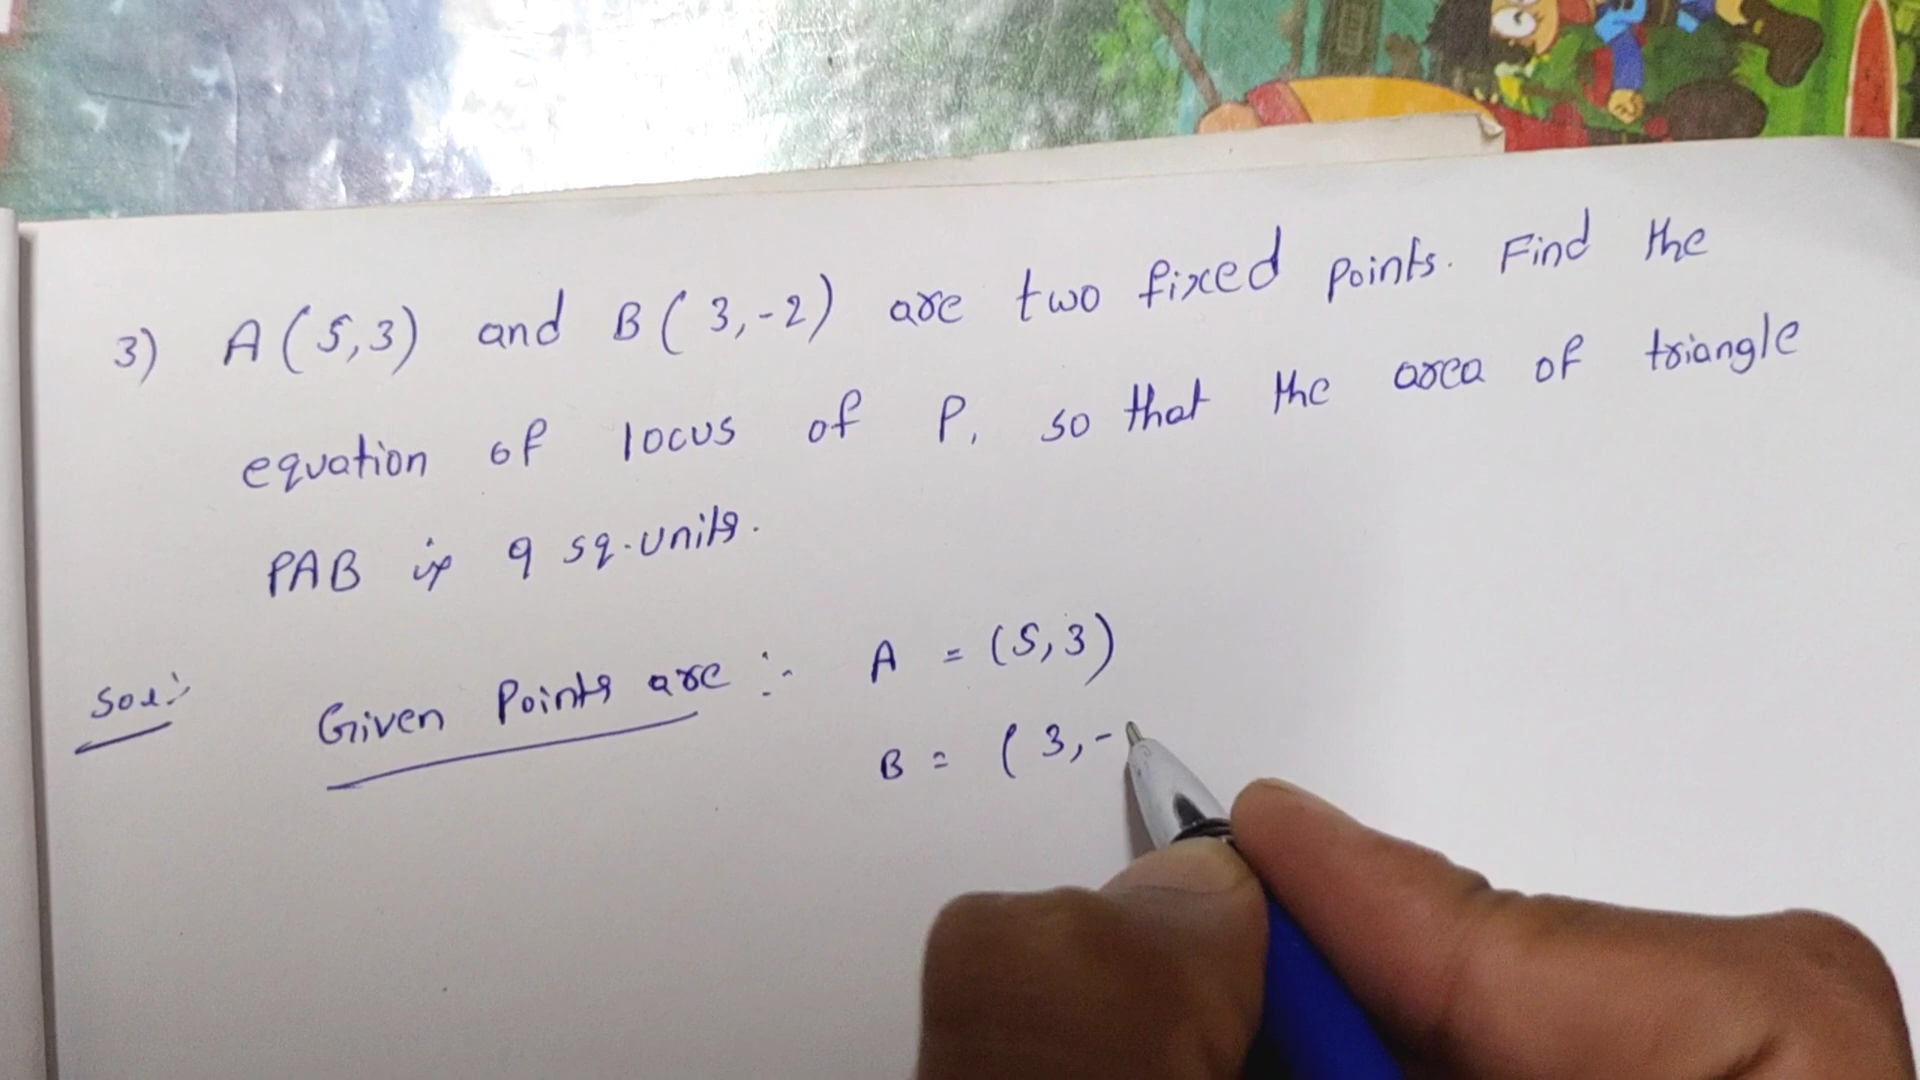 3) A(5,3) and B(3,-2) are two fixed points. Find the
equation of locus of P, so that the area of triangle
PAB is 9 sq.units.
Sol:- Given Points are :- A = (5,3)
B = (3,-